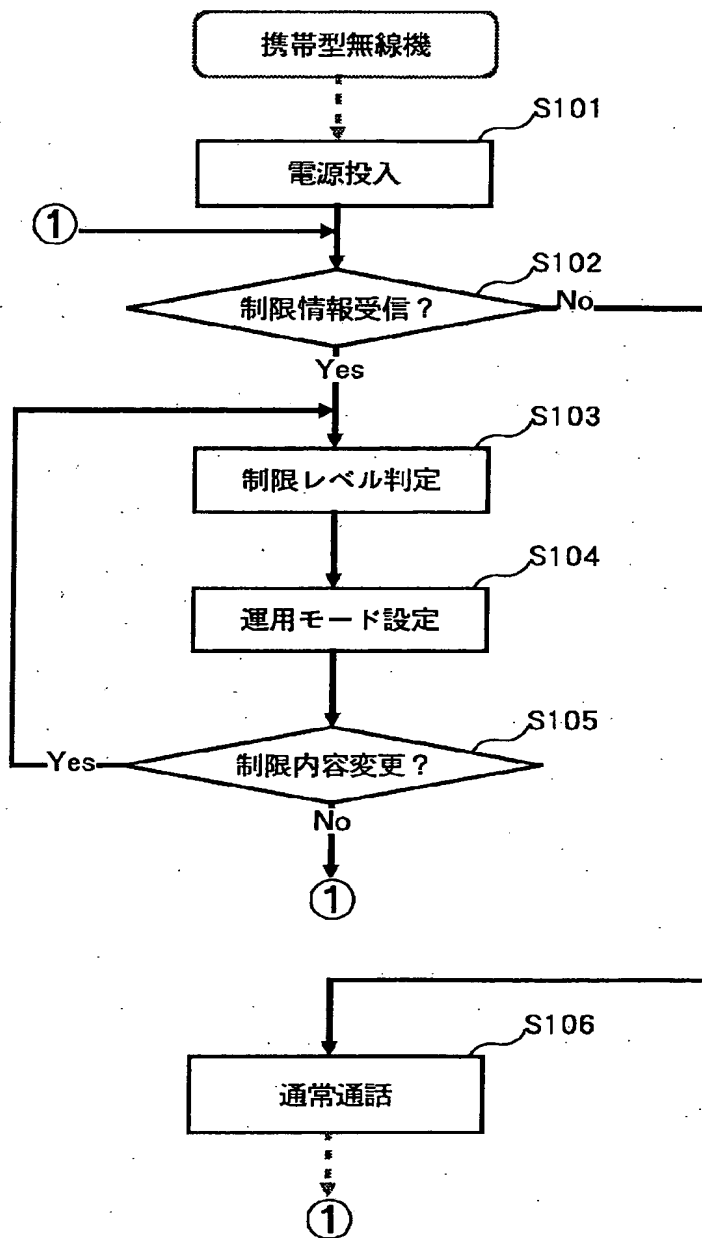 携帯型無線機
S101
電源投入
①
S102
制限情報受信？
No
Yes
S103
制限レベル判定
S104
運用モード設定
S105
制限内容変更？
Yes
No
①
S106
通常通話
①